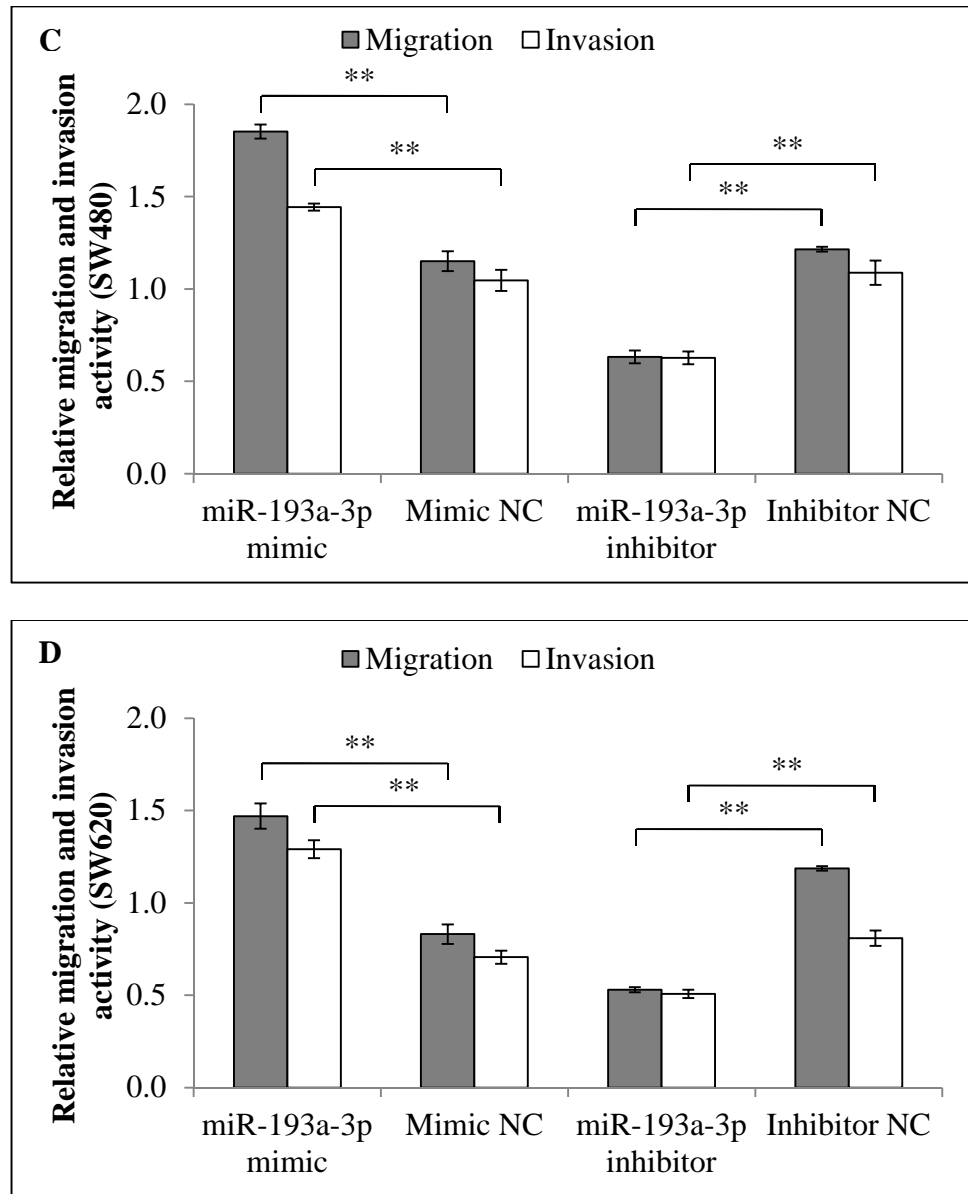 C
Migration Invasion
Relative migration and invasion
activity (SW480)
** ** ** **
2.0
1.5
1.0
0.5
0.0
miR-193a-3p
mimic
Mimic NC
miR-193a-3p
inhibitor
Inhibitor NC
D
Migration Invasion
Relative migration and invasion
activity (SW620)
** ** ** **
2.0
1.5
1.0
0.5
0.0
miR-193a-3p
mimic
Mimic NC
miR-193a-3p
inhibitor
Inhibitor NC